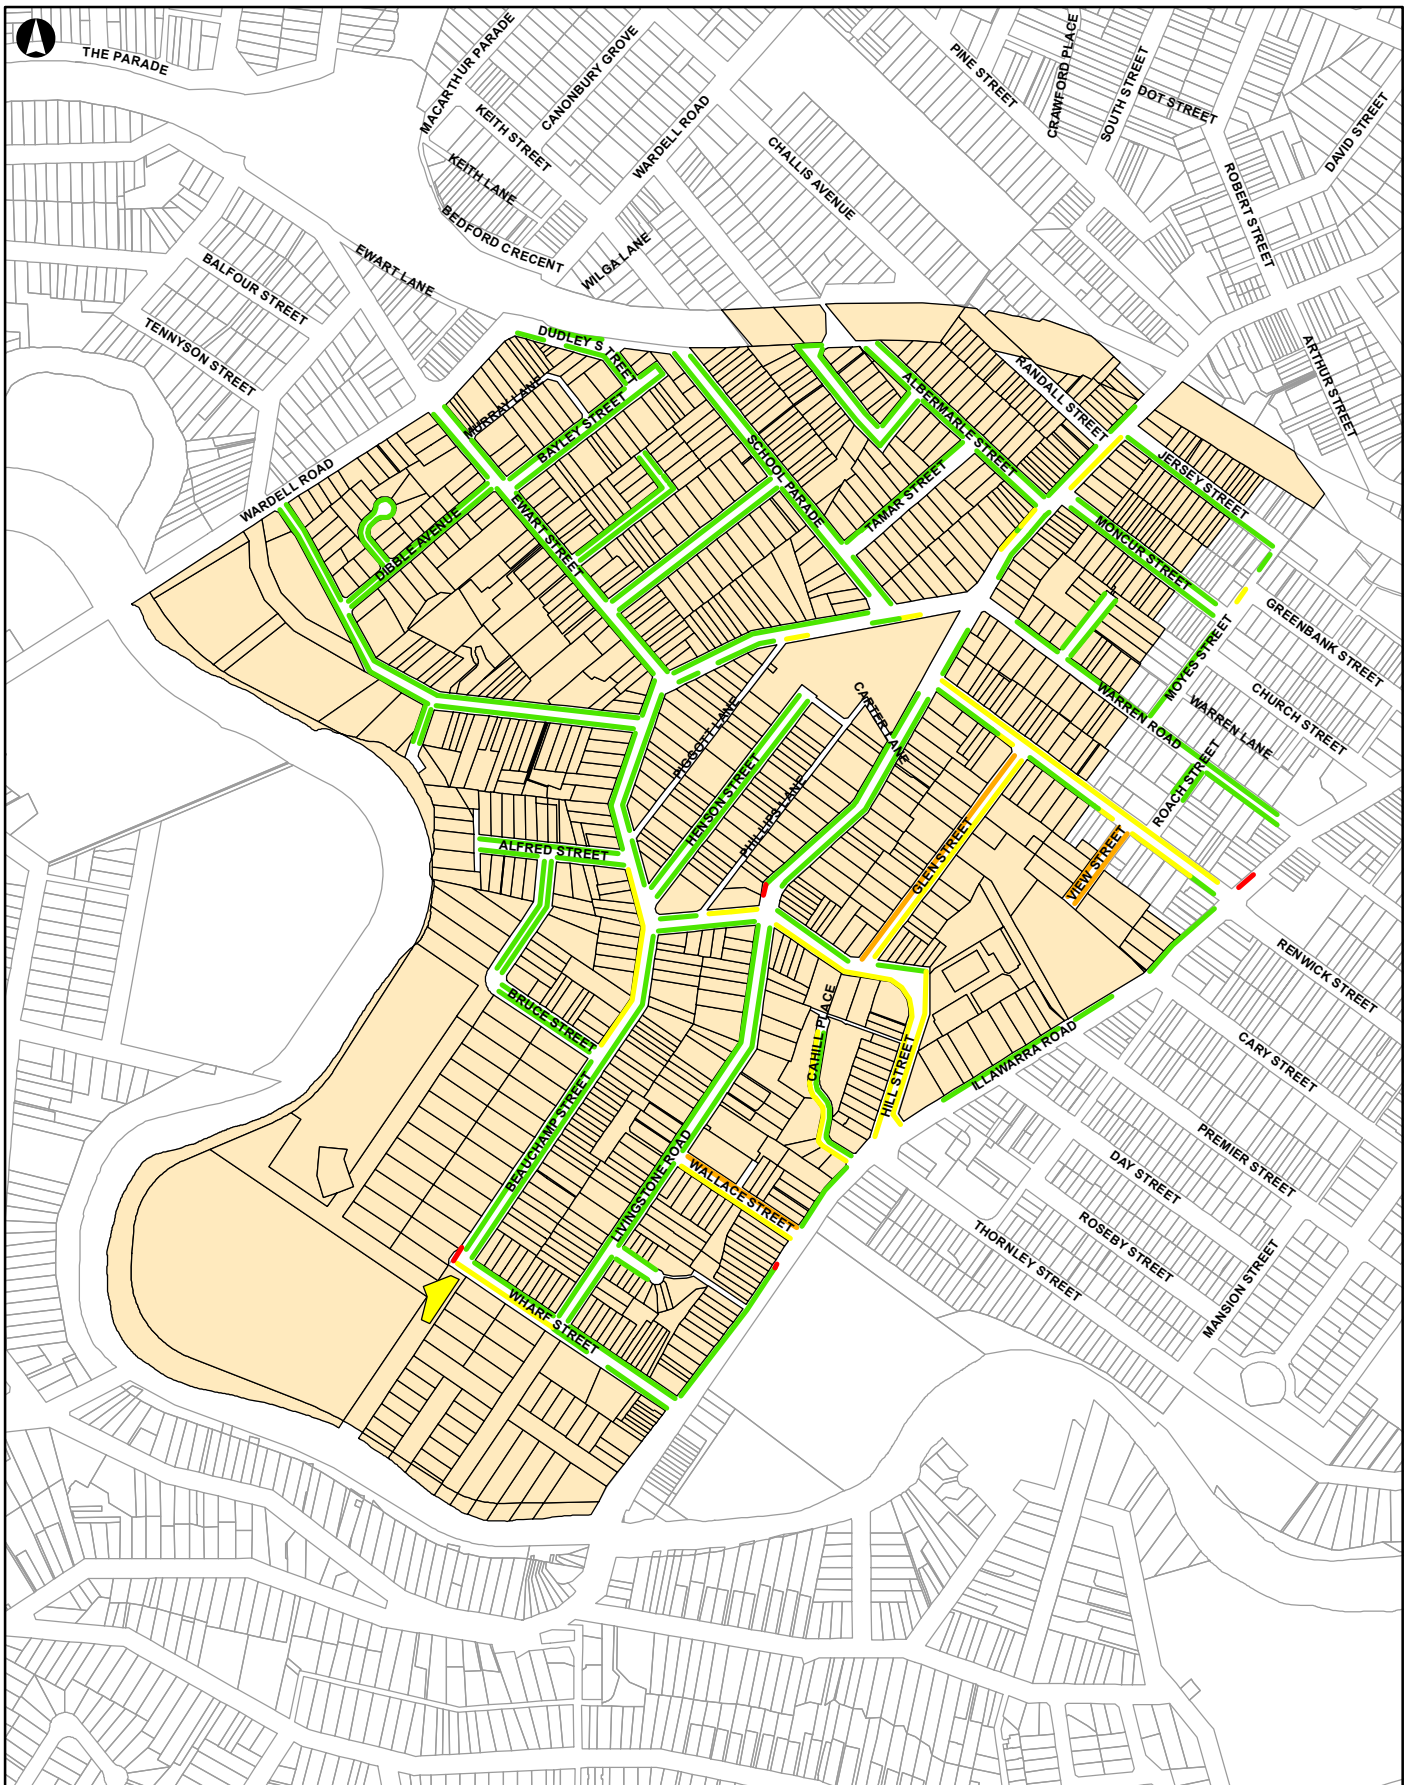 THE PARADE
MACARTHUR PARADE
CANONBURY GROVE
KEITH STREET
KEITH LANE
BEDFORD CRECENT
WARDELL ROAD
WILGA LANE
CHALLIS AVENUE
PINE STREET
CRAWFORD PLACE
SOUTH STREET
DOT STREET
DAVID STREET
ROBERT STREET
ARTHUR STREET
EWART LANE
BALFOUR STREET
TENNYSON STREET
DUDLEY S TREET
MURRAY LANE
BAYLEY STREET
WARDELL ROAD
DIBBLE AVENUE
EWART STREET
SCHOOL PARADE
ALBERMARLE STREET
TAMAR STREET
RANDALL STREET
JERSEY STREET
MONCUR STREET
GREENBANK STREET
MOYES STREET
CHURCH STREET
WARREN LANE
WARREN ROAD
ROACH STREET
CARTER LANE
PIGGOTT LANE
HENSON STREET
PHILLIPS LANE
ALFRED STREET
GLEN STREET
VIEW STREET
RENWICK STREET
BRUCE STREET
CAHILL PLACE
HILL STREET
ILLAWARRA ROAD
CARY STREET
BEAUCHAMP STREET
LIVINGSTONE ROAD
WALLACE STREET
PREMIER STREET
DAY STREET
ROSEBY STREET
THORNLEY STREET
MANSION STREET
WHARF STREET